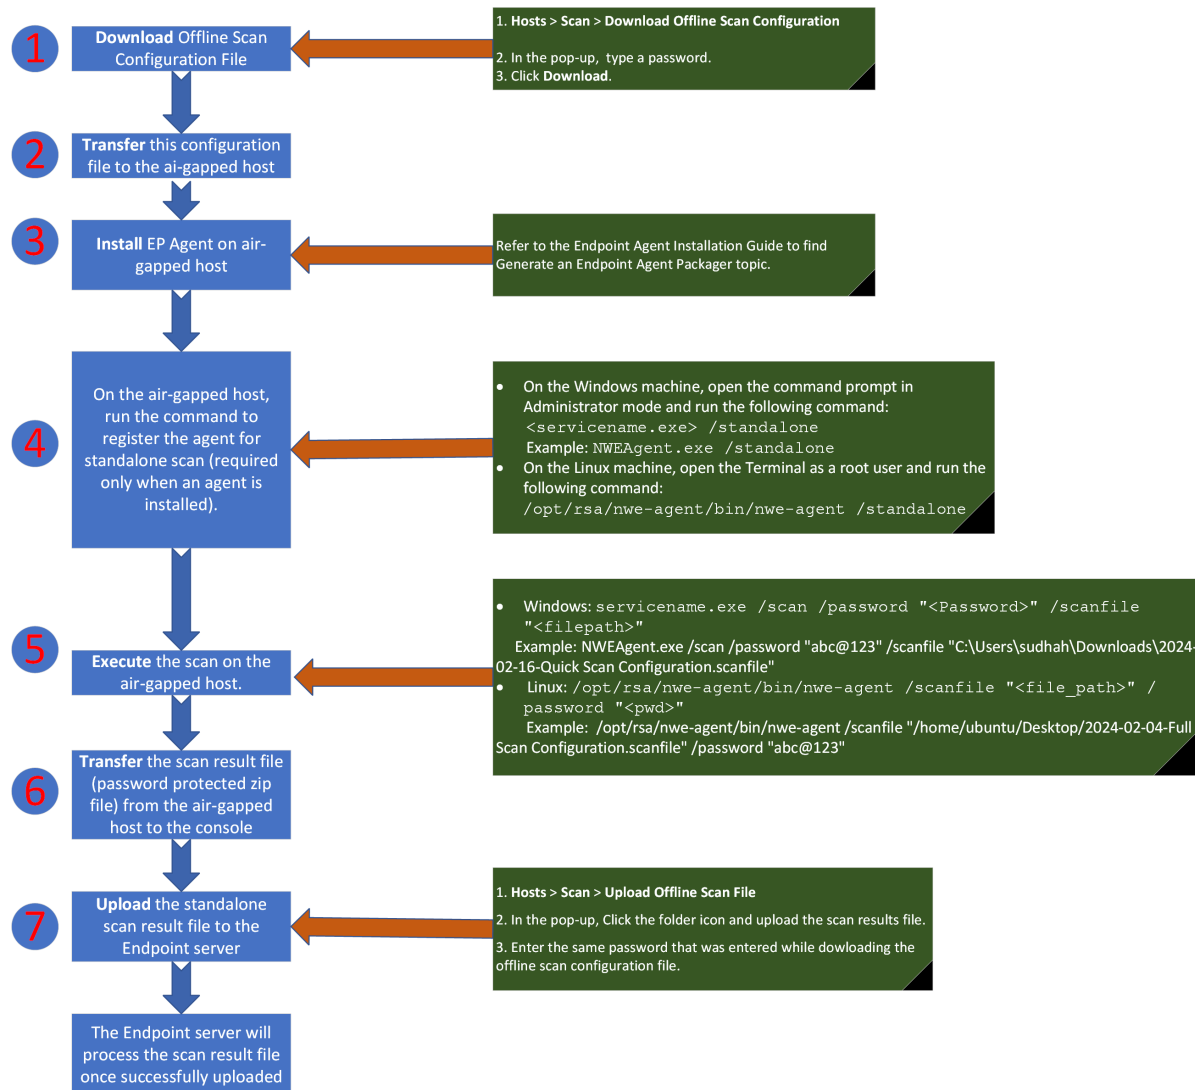 1
Download Offline Scan
Configuration File
1. Hosts > Scan > Download Offline Scan Configuration
2. In the pop-up,  type a password.
3. Click Download.
2
Transfer this configuration
file to the ai-gapped host
3
Install EP Agent on air-
gapped host
Refer to the Endpoint Agent Installation Guide to find
Generate an Endpoint Agent Packager topic.
4
On the air-gapped host,
run the command to
register the agent for
standalone scan (required
only when an agent is
installed).
• On the Windows machine, open the command prompt in
Administrator mode and run the following command:
<servicename.exe> /standalone
Example: NWEAgent.exe /standalone
• On the Linux machine, open the Terminal as a root user and run the
following command:
/opt/rsa/nwe-agent/bin/nwe-agent /standalone
5
Execute the scan on the
air-gapped host.
• Windows: servicename.exe /scan /password "<Password>" /scanfile
"<filepath>"
Example: NWEAgent.exe /scan /password "abc@123" /scanfile "C:\Users\sudhah\Downloads\2024-
02-16-Quick Scan Configuration.scanfile"
• Linux: /opt/rsa/nwe-agent/bin/nwe-agent /scanfile "<file_path>" /
password "<pwd>"
Example:  /opt/rsa/nwe-agent/bin/nwe-agent /scanfile "/home/ubuntu/Desktop/2024-02-04-Full
Scan Configuration.scanfile" /password "abc@123"
6
Transfer the scan result file
(password protected zip
file) from the air-gapped
host to the console
7
Upload the standalone
scan result file to the
Endpoint server
1. Hosts > Scan > Upload Offline Scan File
2. In the pop-up, Click the folder icon and upload the scan results file.
3. Enter the same password that was entered while dowloading the
offline scan configuration file.
The Endpoint server will
process the scan result file
once successfully uploaded